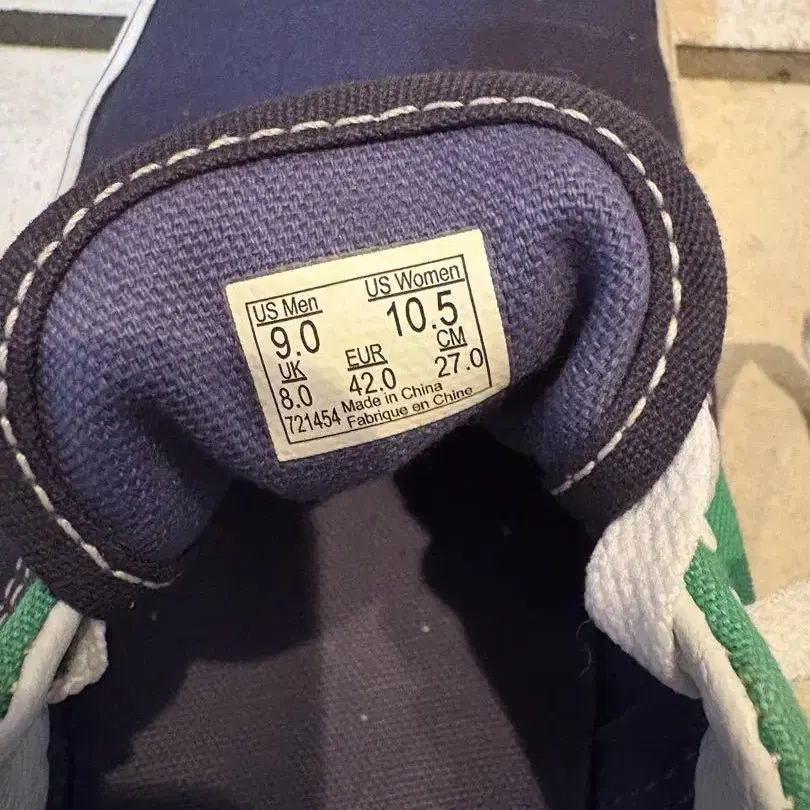 US Men US Women
9.0 10.5
UK EUR CM
8.0 42.0 27.0
721454 Made in China
Fabrique en Chine